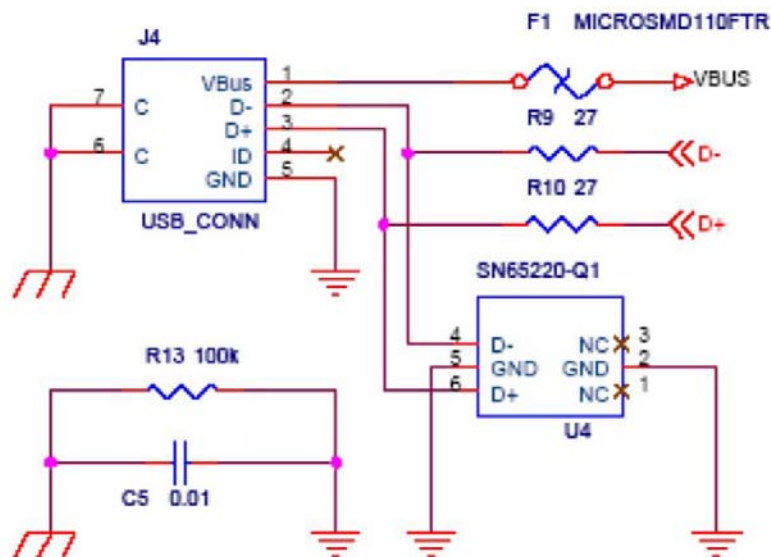 F1 MICROSMD110FTR
J4
VBus 1
VBUS
7 C
D- 2
R9 27
D+ 3
6 C
ID 4
D-
GND 5
R10 27
USB_CONN
D+
SN65220-Q1
4 D-
NC 3
5 GND
GND 2
6 D+
NC 1
U4
R13 100k
C5 0.01